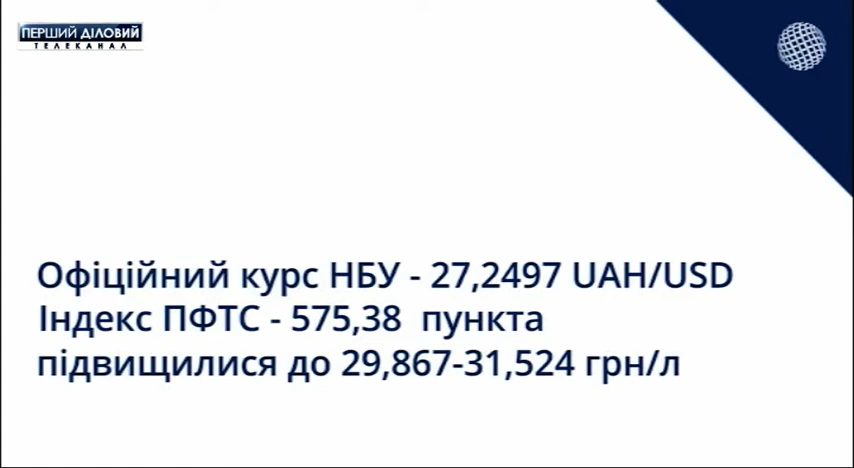 ПЕРШИЙ ДІЛОВИЙ
ТЕЛЕКАНАЛ
Офіційний курс НБУ - 27,2497 UAH/USD
Індекс ПФТС - 575,38 пункта
підвищилися до 29,867-31,524 грн/л